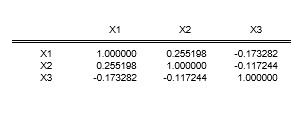 X1 X2 X3
X1 1.000000 0.255198 -0.173282
X2 0.255198 1.000000 -0.117244
X3 -0.173282 -0.117244 1.000000